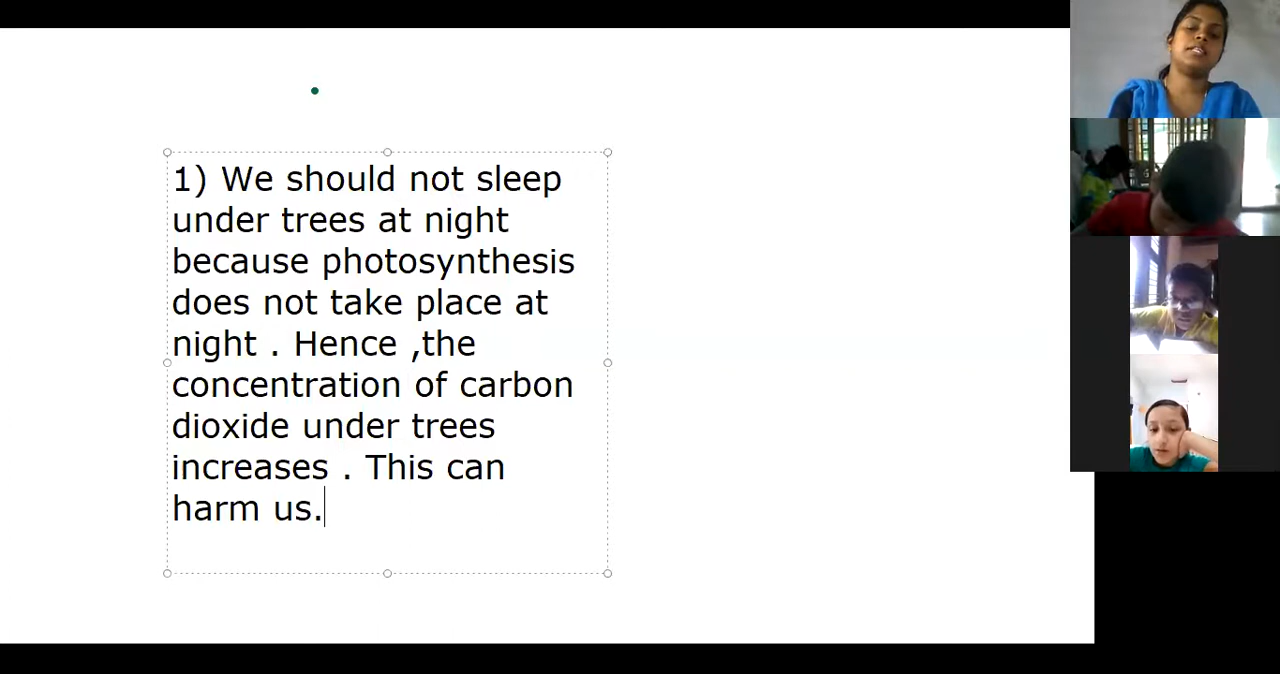 1) We should not sleep
under trees at night
because photosynthesis
does not take place at
night . Hence ,the
concentration of carbon
dioxide under trees
increases . This can
harm us.